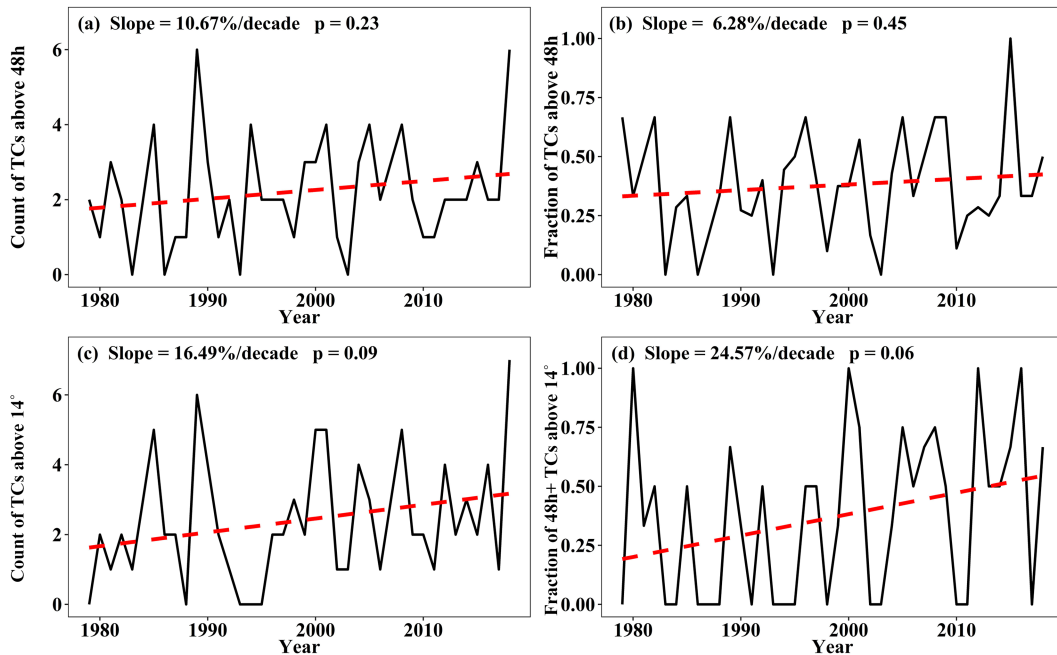 (a) Slope = 10.67%/decade p = 0.23
Count of TCs above 48h
6
4
2
0
1980 1990 2000 2010
Year
(b) Slope = 6.28%/decade p = 0.45
Fraction of TCs above 48h
1.00
0.75
0.50
0.25
0.00
1980 1990 2000 2010
Year
(c) Slope = 16.49%/decade p = 0.09
Count of TCs above 14°
6
4
2
0
1980 1990 2000 2010
Year
(d) Slope = 24.57%/decade p = 0.06
Fraction of 48h+ TCs above 14°
1.00
0.75
0.50
0.25
0.00
1980 1990 2000 2010
Year